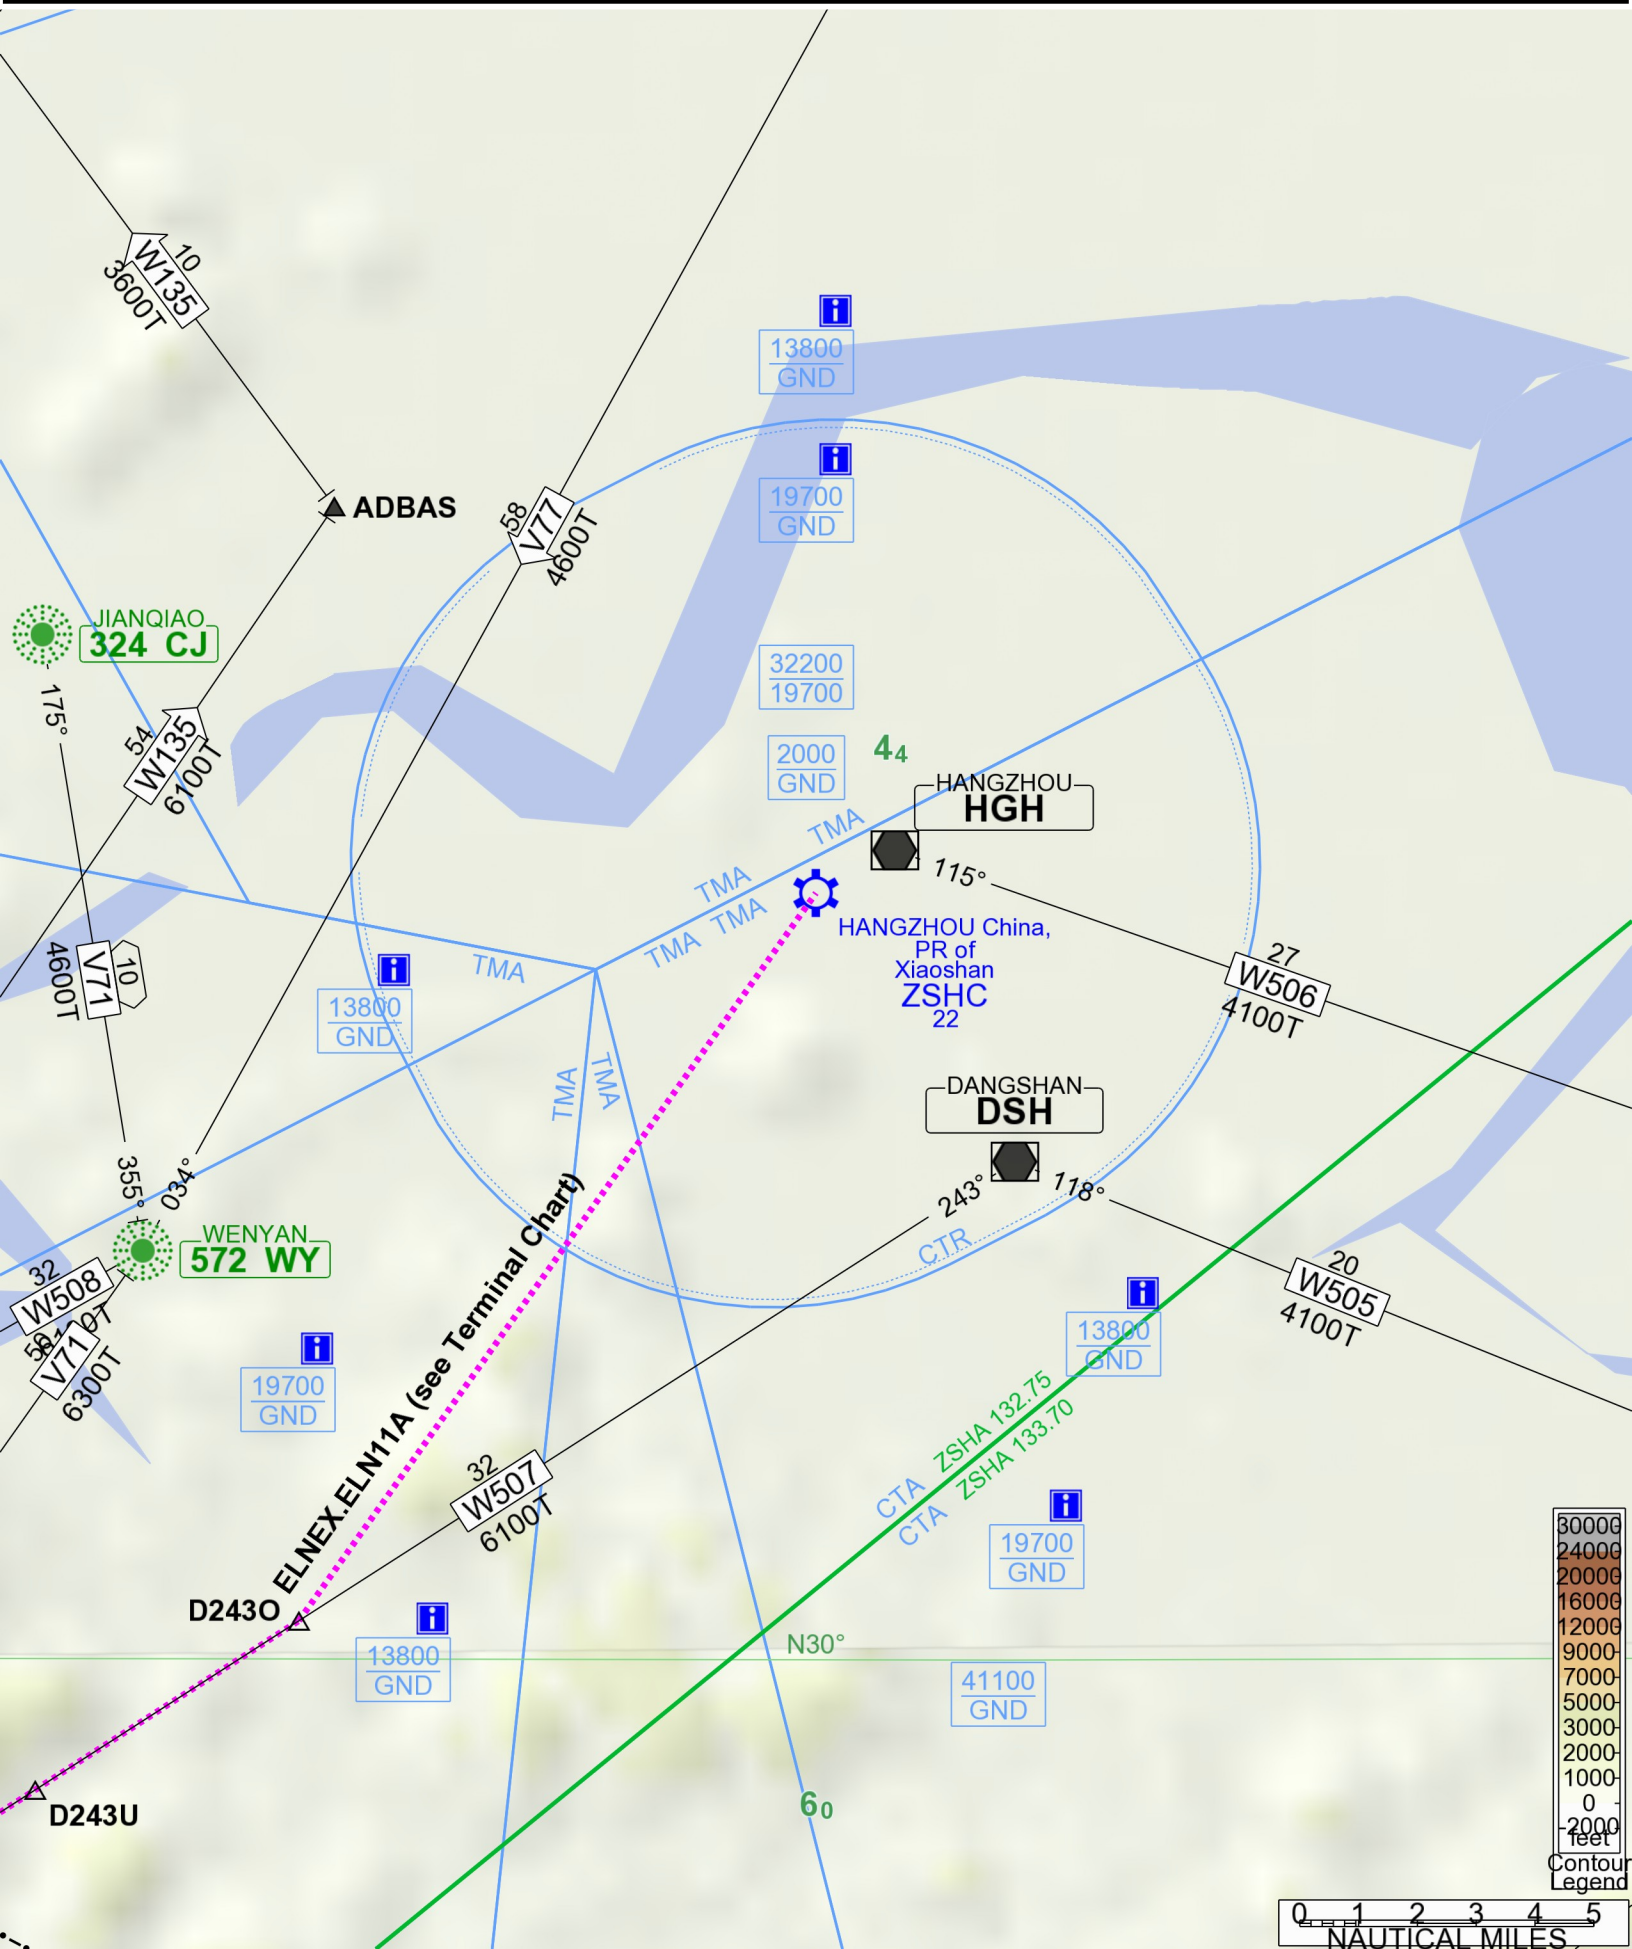 10
W135
3600T
13800
GND
58
V77
4600T
19700
GND
ADBAS
JIANQIAO
324 CJ
175°
54
W135
6100T
32200
19700
2000
GND
44
HANGZHOU
HGH
TMA
TMA
TMA
TMA
TMA
115°
HANGZHOU China,
PR of
Xiaoshan
ZSHC
22
27
W506
4100T
4600T
V71
10
13800
GND
TMA
TMA
DANGSHAN
DSH
243°
118°
CTR
355°
034°
WENYAN
572 WY
32
W508
V71
6300T
20
W505
4100T
13800
GND
19700
GND
ELNEX.ELN11A (see Terminal Chart)
ZSHA 132.75
ZSHA 133.70
CTA
CTA
32
W507
6100T
19700
GND
D243O
13800
GND
N30°
41100
GND
D243U
60
30000
24000
20000
16000
12000
9000
7000
5000
3000
2000
1000
0
-2000
feet
Contour
Legend
0 1 2 3 4 5
NAUTICAL MILES